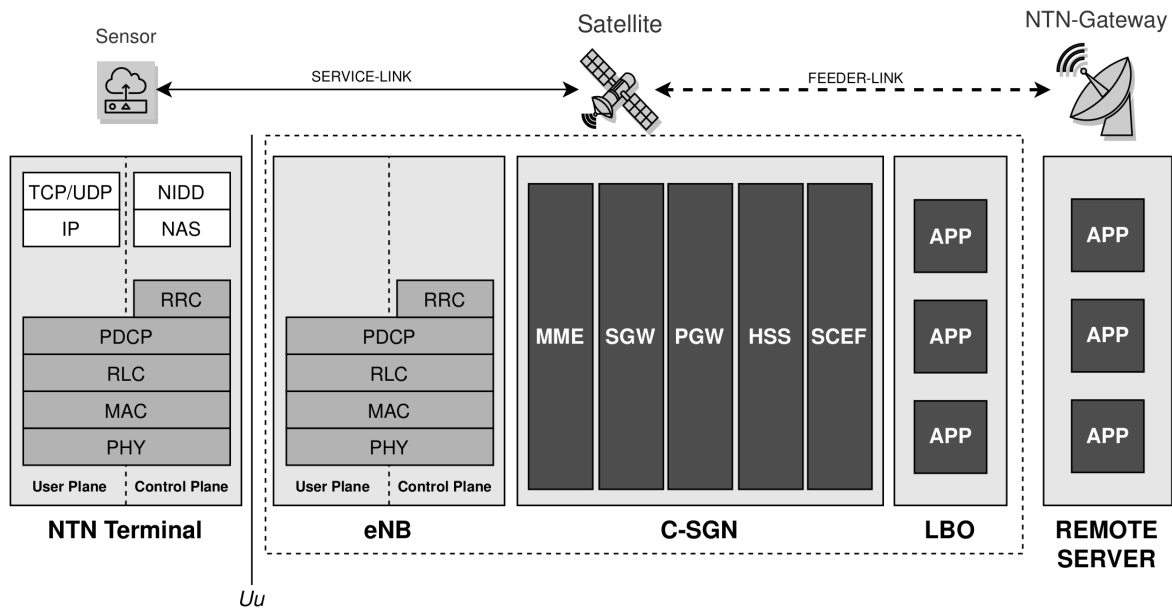 Sensor
Satellite
NTN-Gateway
SERVICE-LINK
FEEDER-LINK
TCP/UDP
NIDD
IP
NAS
RRC
PDCP
RLC
MAC
PHY
User Plane
Control Plane
NTN Terminal
RRC
PDCP
RLC
MAC
PHY
User Plane
Control Plane
eNB
MME
SGW
PGW
HSS
SCEF
C-SGN
APP
APP
APP
LBO
APP
APP
APP
REMOTE
SERVER
Uu